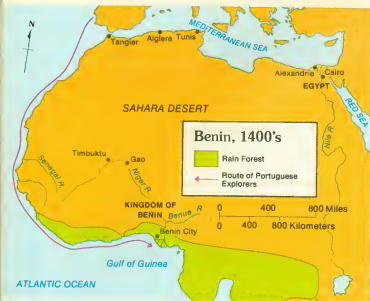 N
MEDITERRANEAN SEA
Tangier Algiers Tunis
Alexandria Cairo
EGYPT
RED SEA
Nile R.
SAHARA DESERT
Benin, 1400's
Rain Forest
Route of Portuguese
Explorers
Timbuktu
Gao
Senegal R.
Niger R.
KINGDOM OF
BENIN
Benue R
Benin City
0 400 800 Miles
0 400 800 Kilometers
Gulf of Guinea
ATLANTIC OCEAN